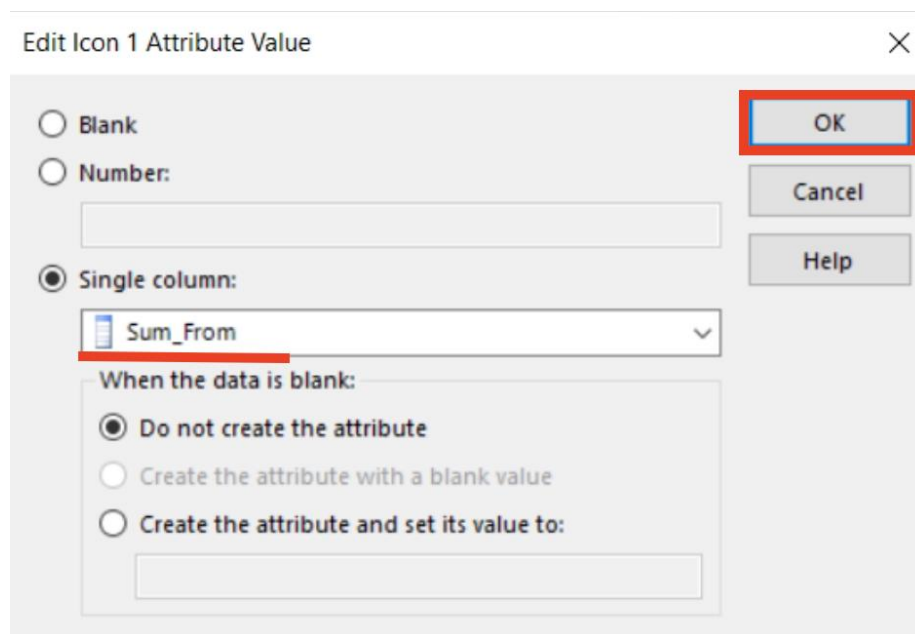 Edit Icon 1 Attribute Value
Blank
OK
Number:
Cancel
Help
Single column:
Sum_From
When the data is blank:
Do not create the attribute
Create the attribute with a blank value
Create the attribute and set its value to: